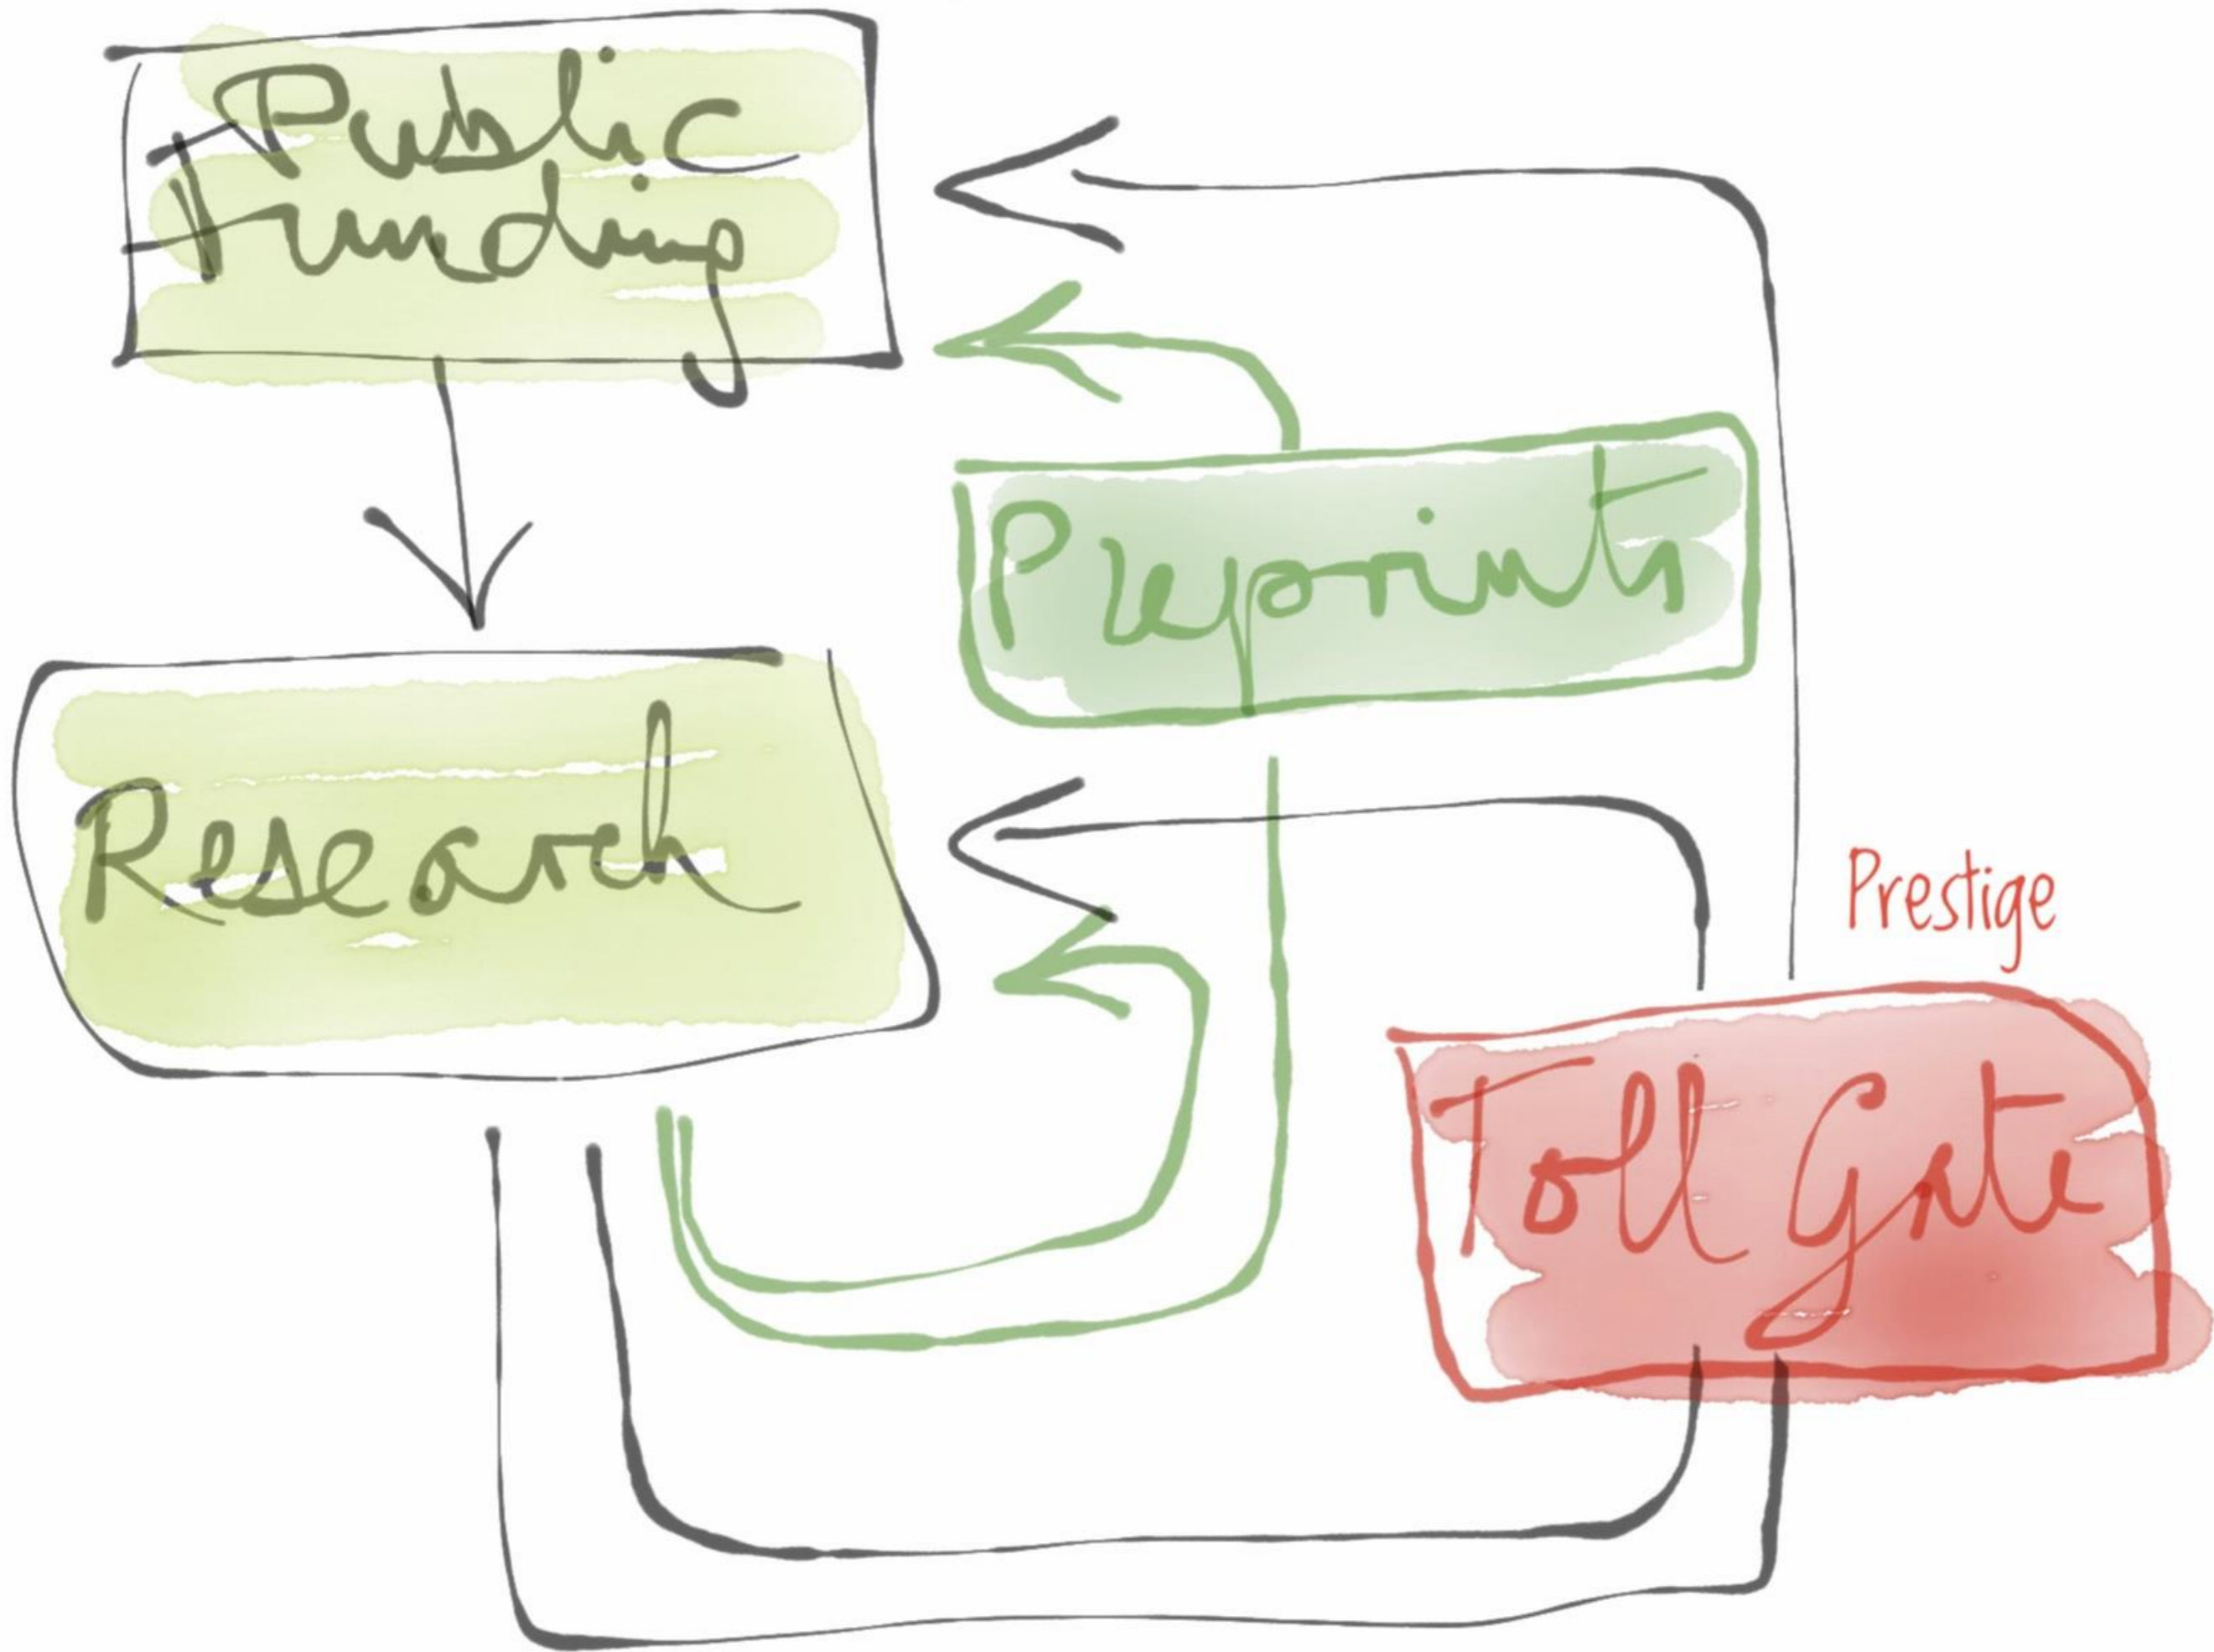 Public
Funding
Preprints
Research
Prestige
Toll Gate